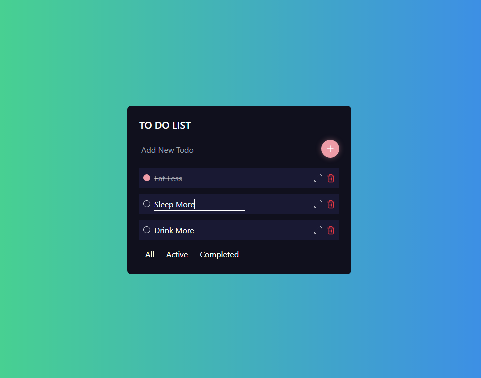 TO DO LIST
Add New Todo
Eat Less
Sleep More
Drink More
All Active Completed